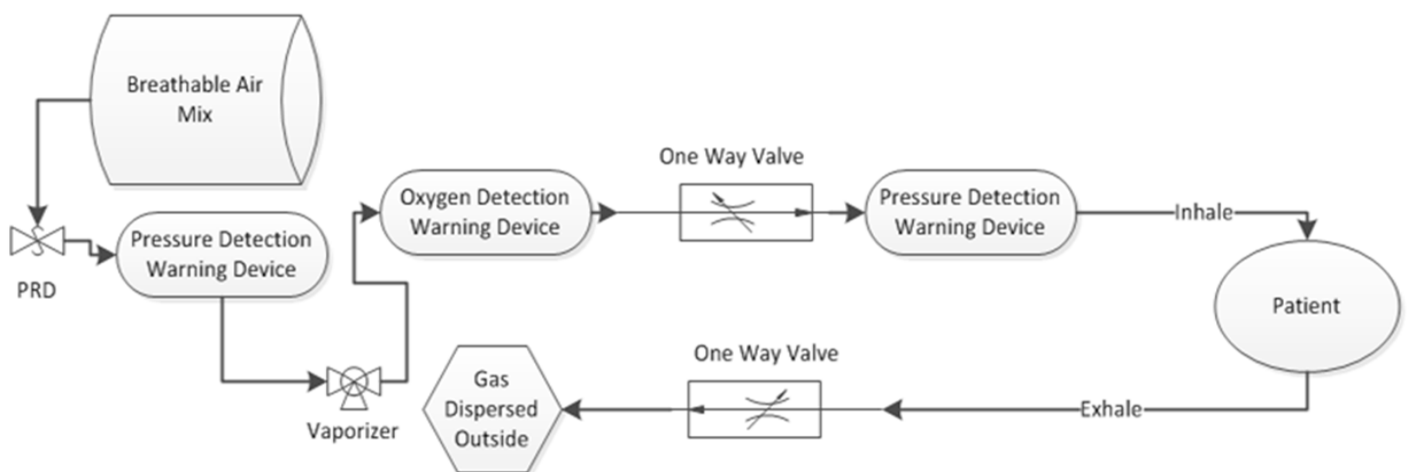 Breathable Air
Mix
PRD
Pressure Detection
Warning Device
Vaporizer
Oxygen Detection
Warning Device
One Way Valve
Pressure Detection
Warning Device
Inhale
Patient
Exhale
One Way Valve
Gas
Dispersed
Outside